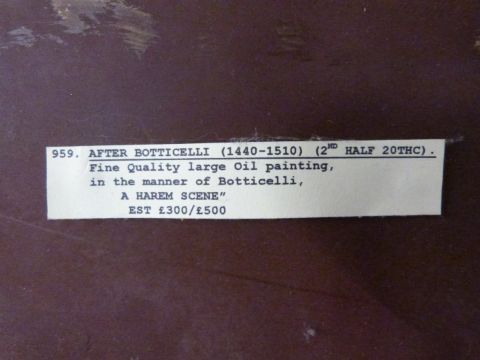 959. AFTER BOTTICELLI (1440-1510) (2ND HALF 20THC).
Fine Quality large Oil painting,
in the manner of Botticelli,
A HAREM SCENE"
EST £300/£500